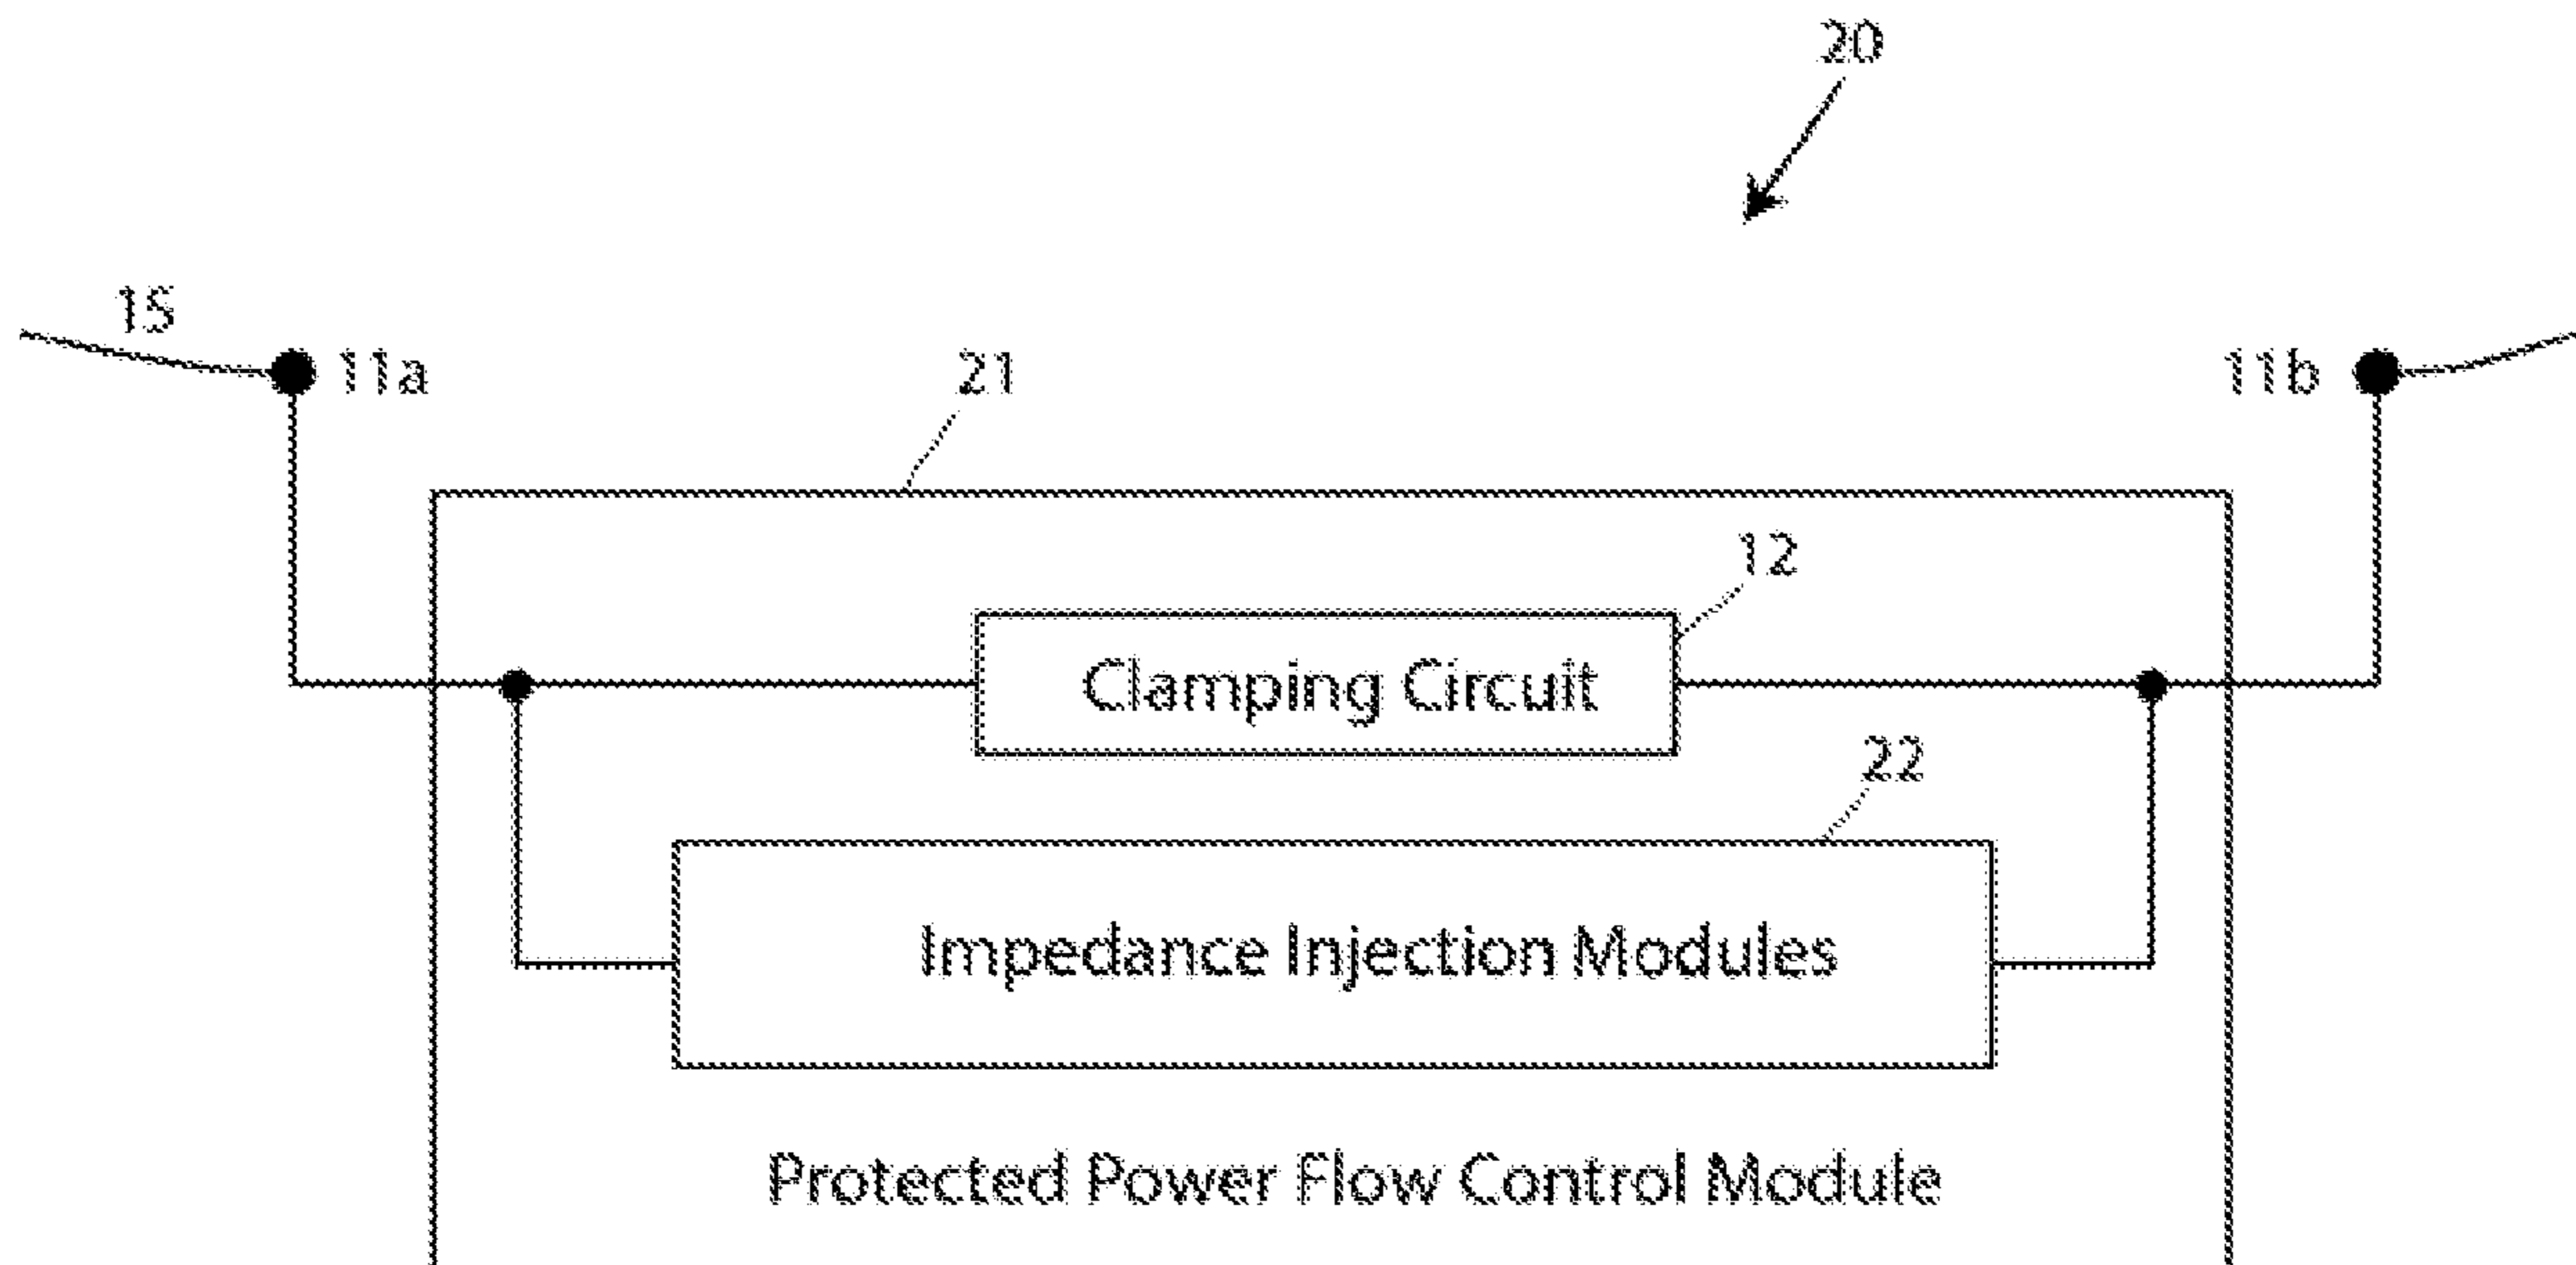 20
15
11a
21
11b
12
Clamping Circuit
22
Impedance Injection Modules
Protected Power Flow Control Module